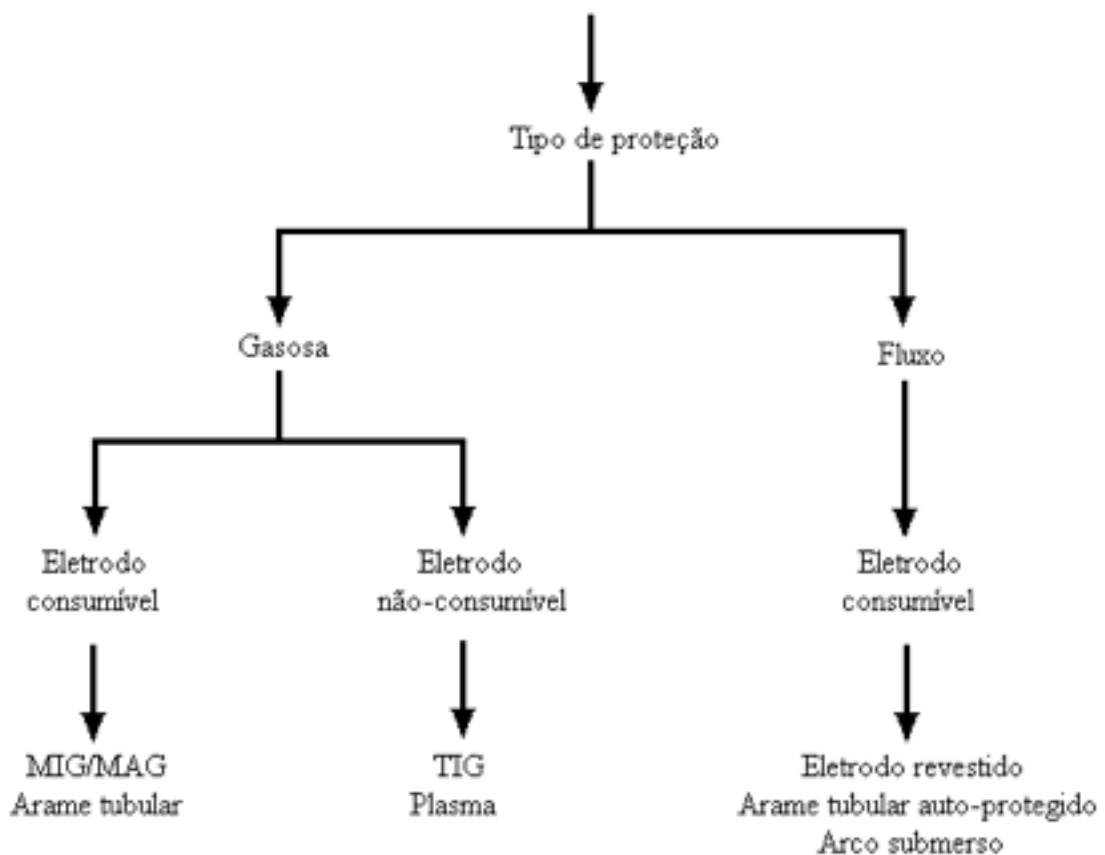 Tipo de proteção
Gasosa
Fluxo
Eletrodo
consumível
Eletrodo
não-consumível
Eletrodo
consumível
MIG/MAG
Arame tubular
TIG
Plasma
Eletrodo revestido
Arame tubular auto-protegido
Arco submerso